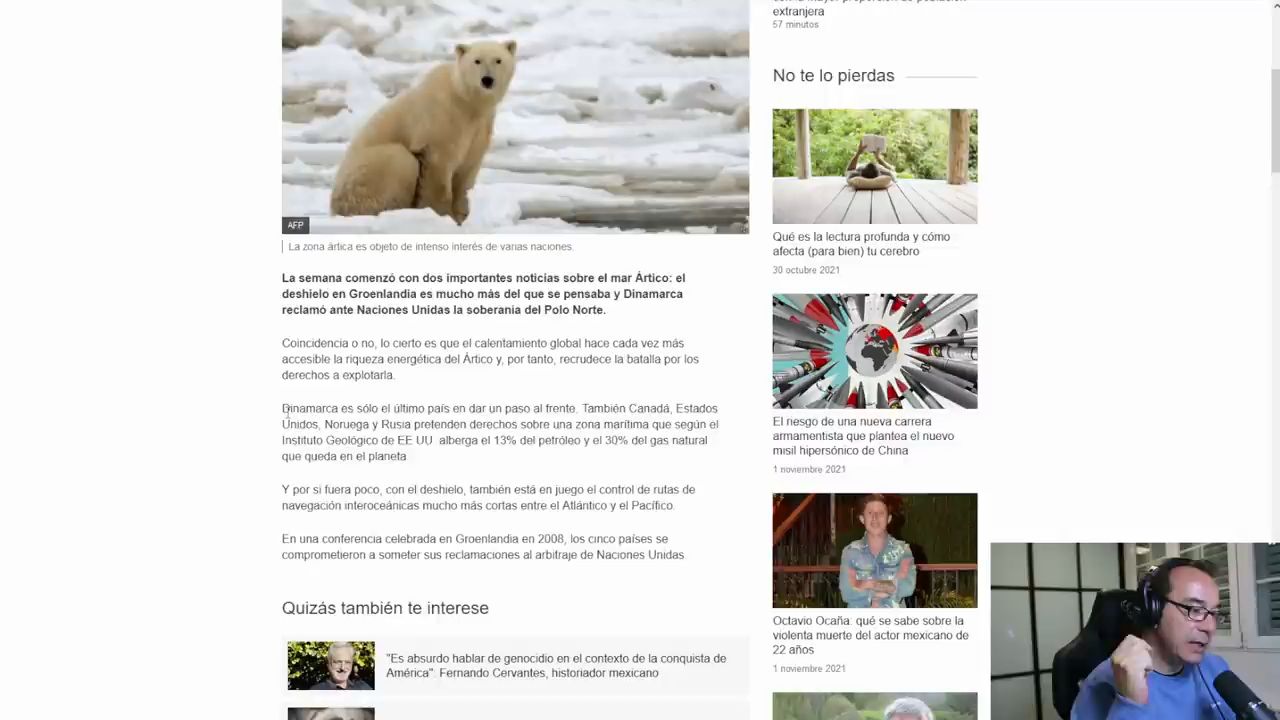 extranjera
57 minutos
No te lo pierdas
AFP
La zona ártica es objeto de intenso interés de varias naciones.
Qué es la lectura profunda y cómo
afecta (para bien) tu cerebro
30 octubre 2021
La semana comenzó con dos importantes noticias sobre el mar Ártico: el
deshielo en Groenlandia es mucho más del que se pensaba y Dinamarca
reclamó ante Naciones Unidas la soberanía del Polo Norte.
Coincidencia o no, lo cierto es que el calentamiento global hace cada vez más
accesible la riqueza energética del Ártico y, por tanto, recrudece la batalla por los
derechos a explotarla.
Dinamarca es sólo el último país en dar un paso al frente. También Canadá, Estados
Unidos, Noruega y Rusia pretenden derechos sobre una zona marítima que según el
Instituto Geológico de EE UU alberga el 13% del petróleo y el 30% del gas natural
que queda en el planeta
Y por si fuera poco, con el deshielo, también está en juego el control de rutas de
navegación interoceánicas mucho más cortas entre el Atlántico y el Pacífico.
En una conferencia celebrada en Groenlandia en 2008, los cinco países se
comprometieron a someter sus reclamaciones al arbitraje de Naciones Unidas
El riesgo de una nueva carrera
armamentista que plantea el nuevo
misil hipersónico de China
1 noviembre 2021
Quizás también te interese
"Es absurdo hablar de genocidio en el contexto de la conquista de
América": Fernando Cervantes, historiador mexicano
Octavio Ocaña: qué se sabe sobre la
violenta muerte del actor mexicano de
22 años
1 noviembre 2021